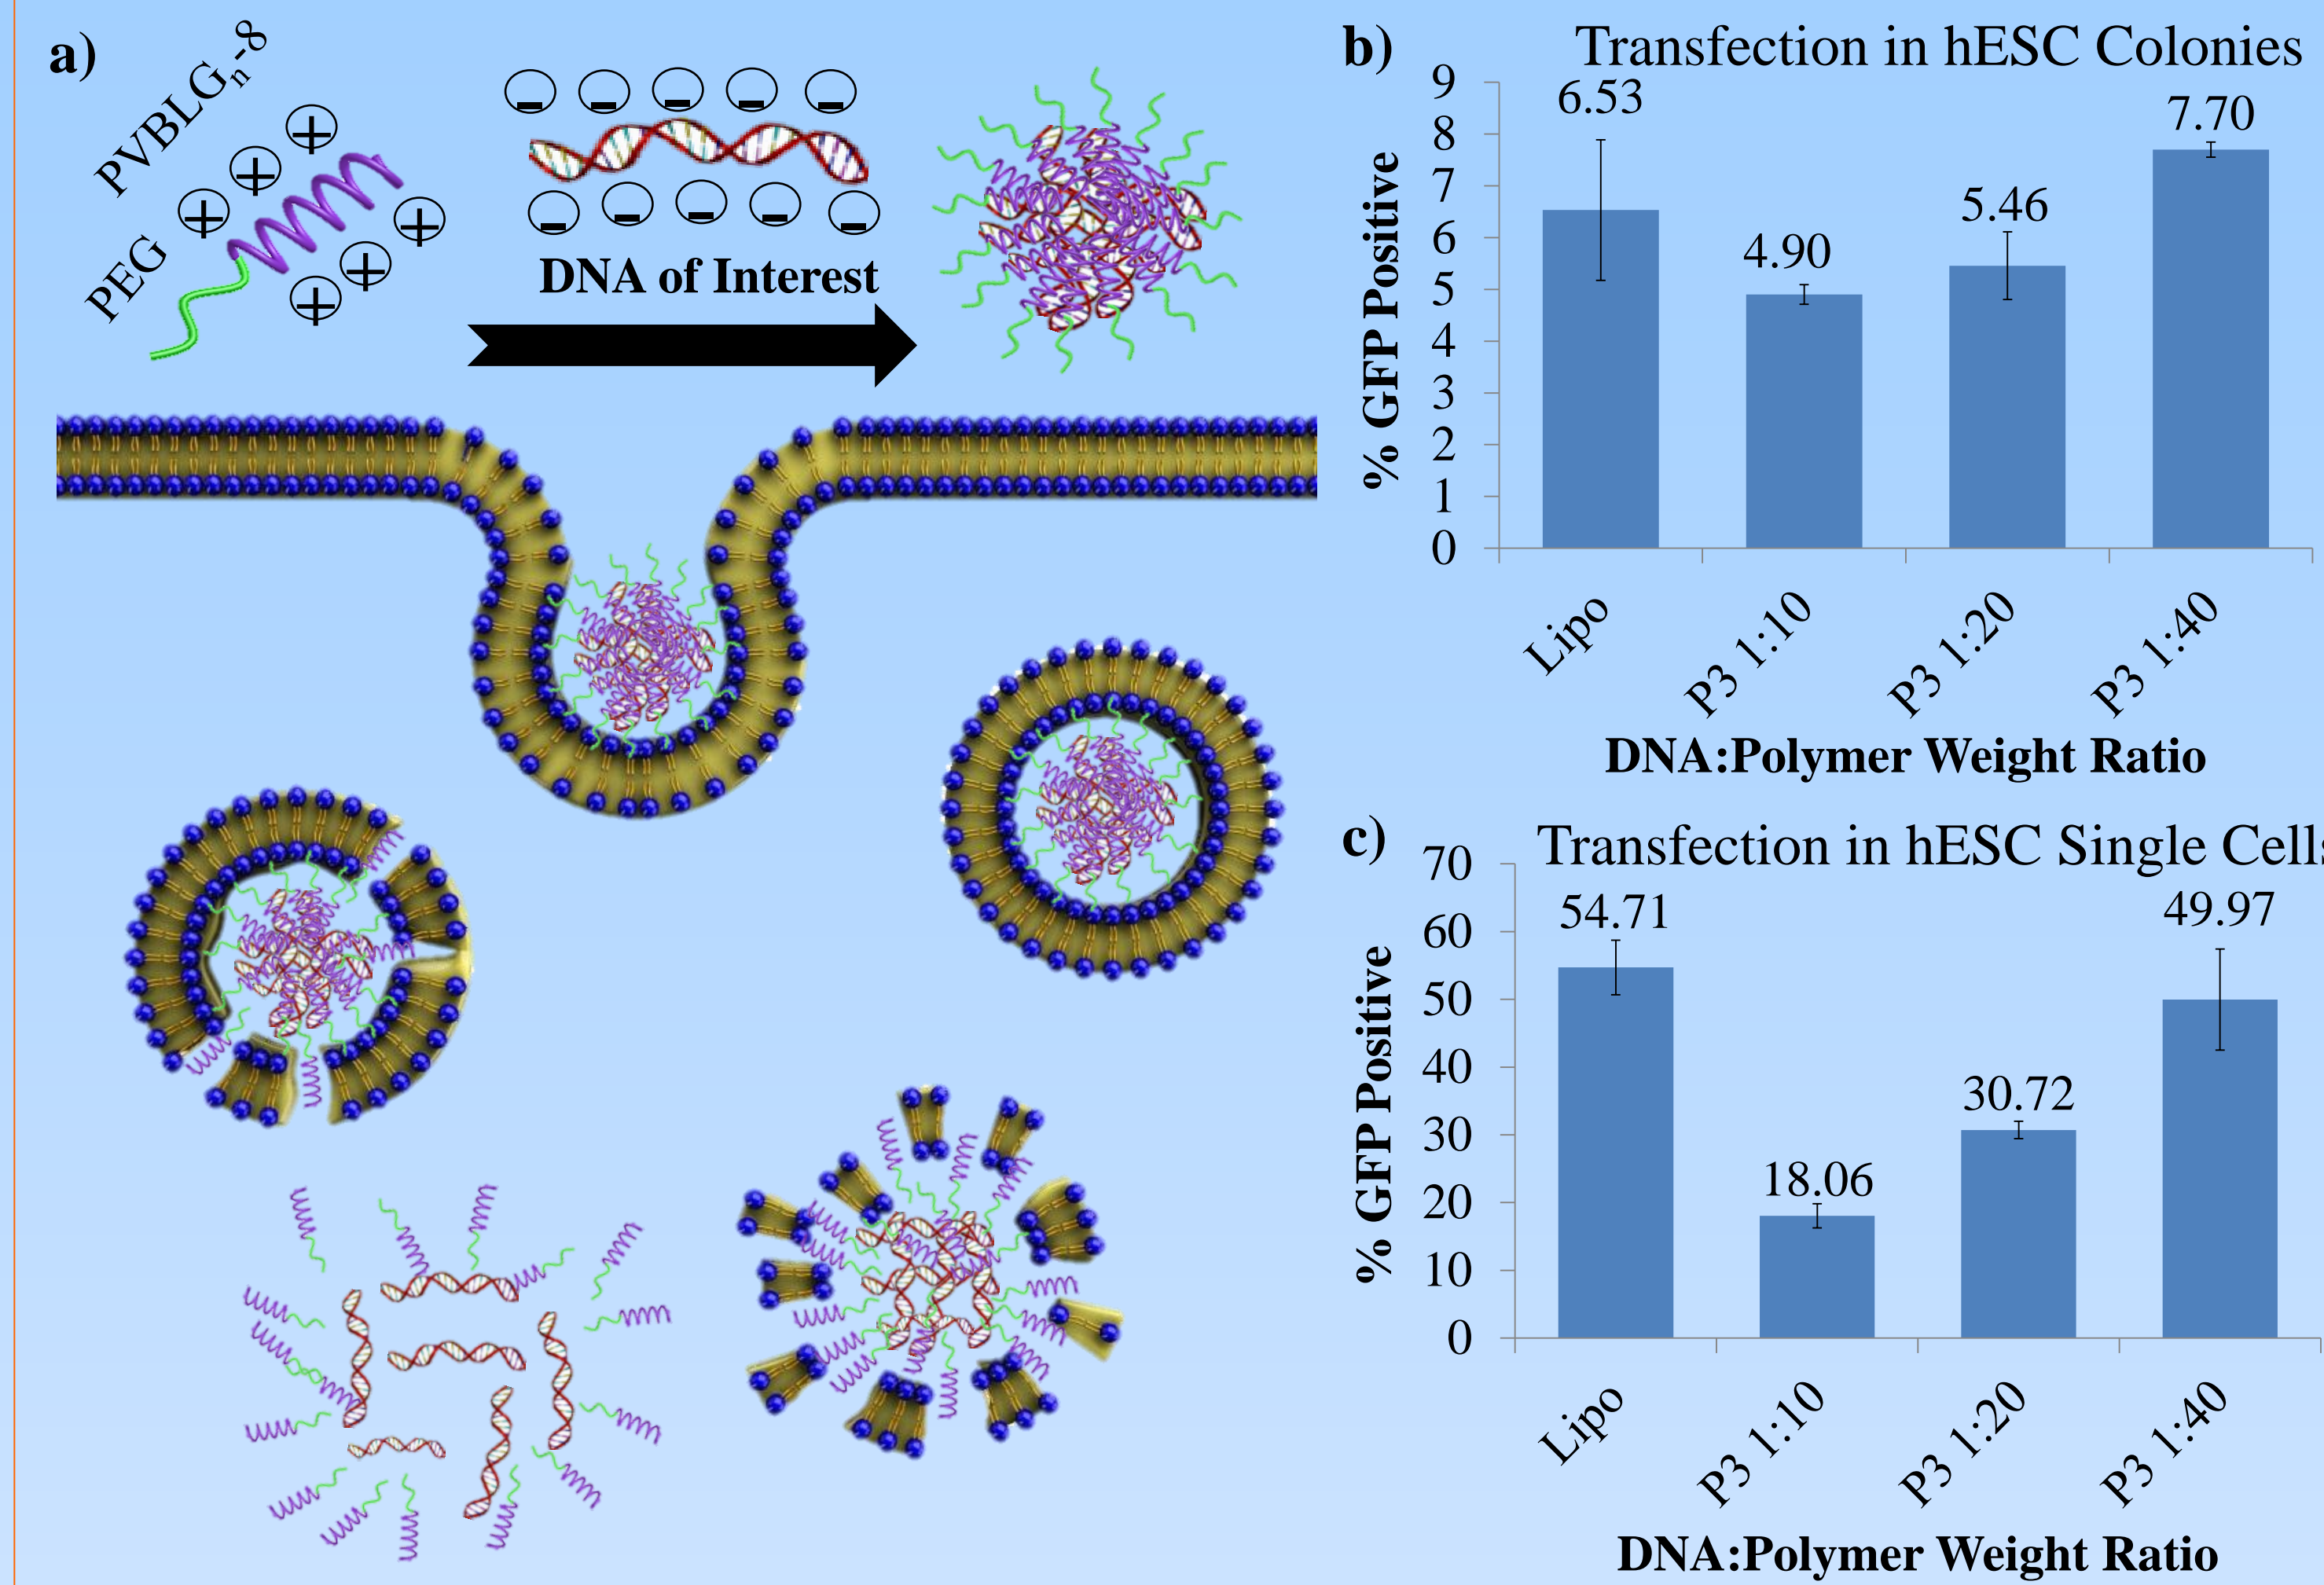 a)
PVBLGn-8
PEG
DNA of Interest
b)
Transfection in hESC Colonies
% GFP Positive
9
8
7
6
5
4
3
2
1
0
6.53
4.90
5.46
7.70
Lipo
P3 1:10
P3 1:20
P3 1:40
DNA:Polymer Weight Ratio
c)
Transfection in hESC Single Cells
% GFP Positive
70
60
50
40
30
20
10
0
54.71
18.06
30.72
49.97
Lipo
P3 1:10
P3 1:20
P3 1:40
DNA:Polymer Weight Ratio